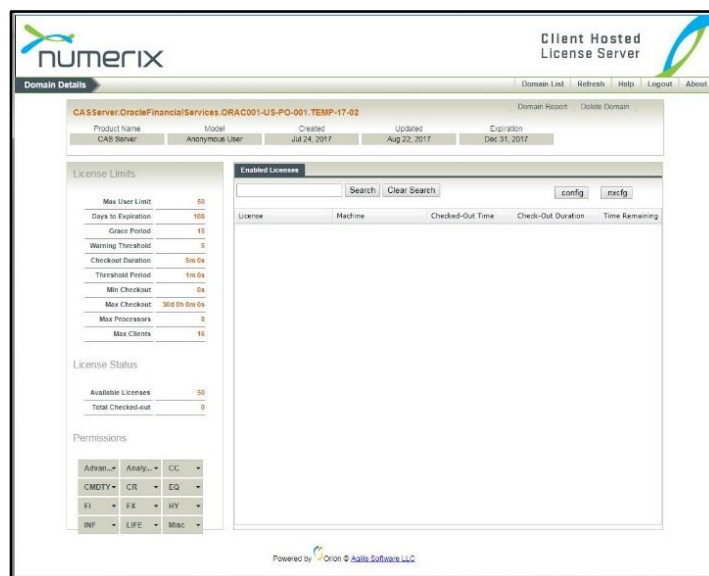 numerix
Client Hosted
License Server
Domain Details
Domain List Refresh Help Logout About
CASServer.OracleFinancialServices.ORAC001-US-PO-001.TEMP-17-02
Domain Report Delete Domain
Product Name Model Created Updated Expiration
CAS Server Anonymous User Jul 24, 2017 Aug 22, 2017 Dec 31, 2017
License Limits
Max User Limit 50
Days to Expiration 108
Grace Period 15
Warning Threshold 5
Checkout Duration 5m 0s
Threshold Period 1m 0s
Min Checkout 0s
Max Checkout 30d 0h 0m 0s
Max Processors 8
Max Clients 16
License Status
Available Licenses 50
Total Checked-out 0
Permissions
Advan... Analy... CC
CMDTY CR EQ
FI FX HY
INF LIFE Misc
Enabled Licenses
Search Clear Search config nxcfg
License Machine Checked-Out Time Check-Out Duration Time Remaining
Powered by Orion © Agilis Software LLC